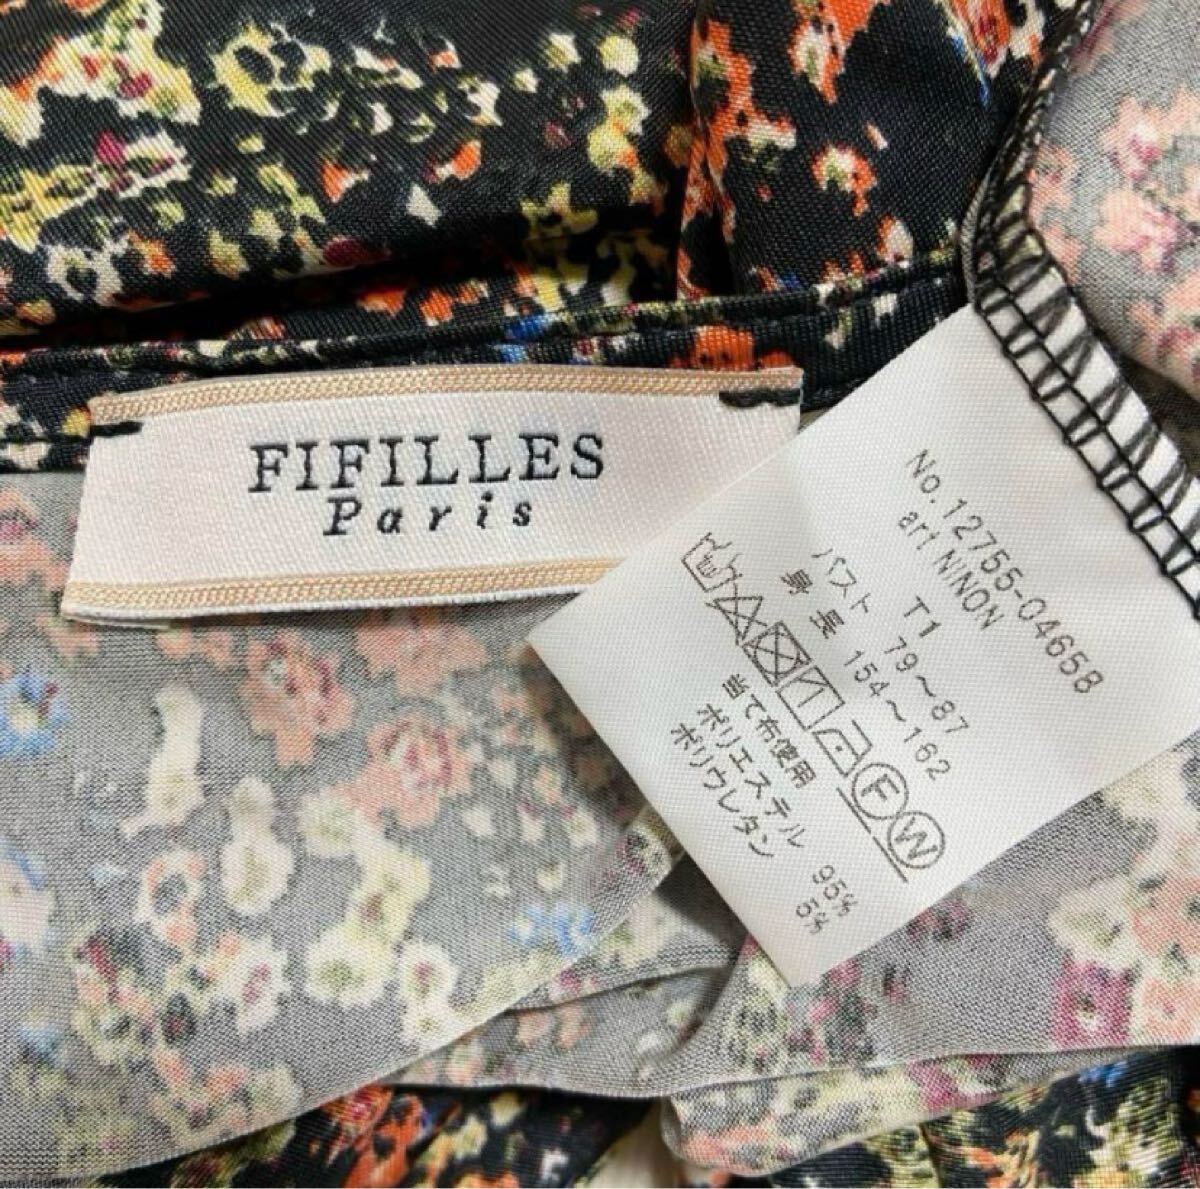 FIFILLES
Paris
No.12755-04658
art NINON
T1
バスト 79～87
身長 154～162
F W
当て布使用
ポリエステル 95%
ポリウレタン 5%